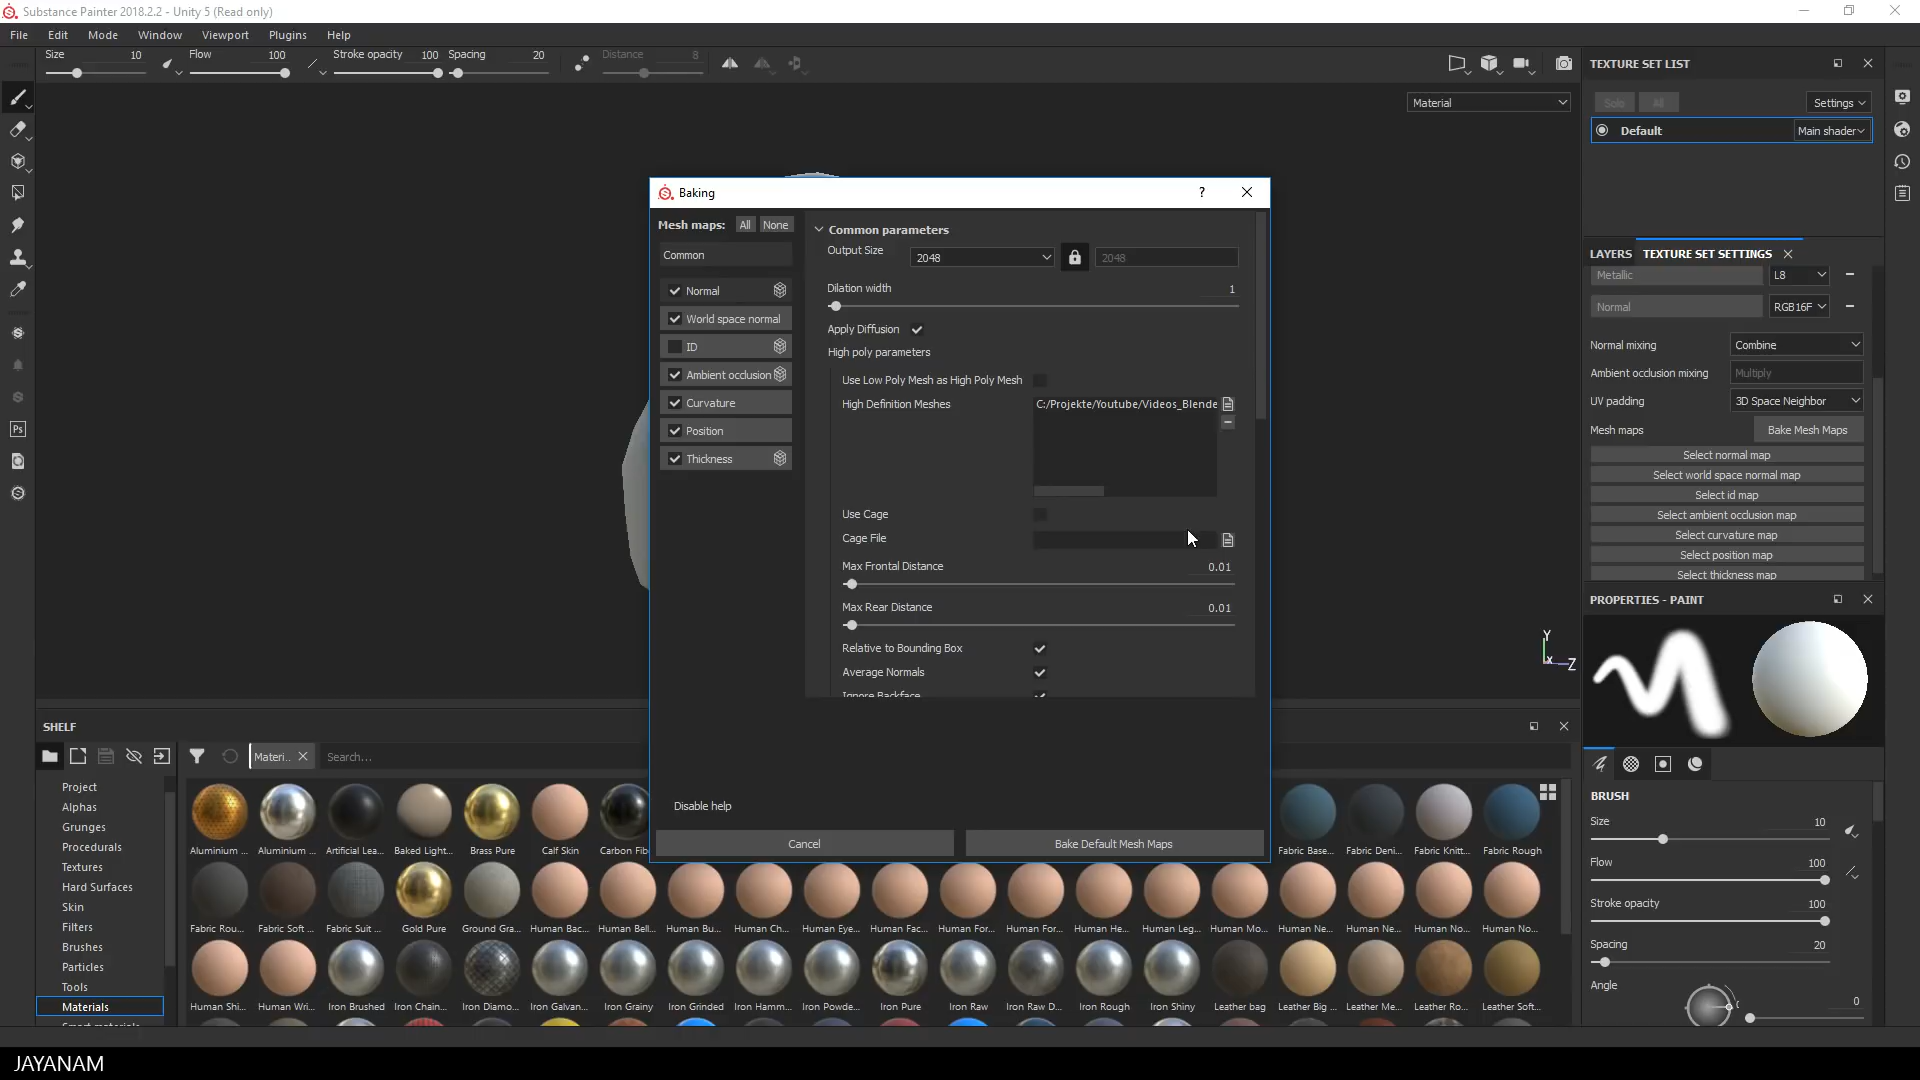 Substance Painter 2018.2.2 - Unity 5 (Read only)
File Edit Mode Window Viewport Plugins Help
Size 10 Flow 100 Stroke opacity 100 Spacing 20 Distance 8
Material
TEXTURE SET LIST
Solo All Settings
Default Main shader
LAYERS TEXTURE SET SETTINGS
Metallic L8
Normal RGB16F
Normal mixing Combine
Ambient occlusion mixing Multiply
UV padding 3D Space Neighbor
Mesh maps Bake Mesh Maps
Select normal map
Select world space normal map
Select id map
Select ambient occlusion map
Select curvature map
Select position map
Select thickness map
Baking ?
Mesh maps: All None
Common
Normal
World space normal
ID
Ambient occlusion
Curvature
Position
Thickness
Common parameters
Output Size 2048 2048
Dilation width 1
Apply Diffusion
High poly parameters
Use Low Poly Mesh as High Poly Mesh
High Definition Meshes C:/Projekte/Youtube/Videos_Blende
Use Cage
Cage File
Max Frontal Distance 0.01
Max Rear Distance 0.01
Relative to Bounding Box
Average Normals
Ignore Backface
Disable help
Cancel Bake Default Mesh Maps
Y
X
Z
PROPERTIES - PAINT
BRUSH
Size 10
Flow 100
Stroke opacity 100
Spacing 20
Angle 0
SHELF
Materi.. Search...
Project
Alphas
Grunges
Procedurals
Textures
Hard Surfaces
Skin
Filters
Brushes
Particles
Tools
Materials
Smart materials
Aluminium ... Aluminium ... Artificial Lea... Baked Light... Brass Pure Calf Skin Carbon Fib Fabric Base... Fabric Deni... Fabric Knitt... Fabric Rough
Fabric Rou... Fabric Soft ... Fabric Suit ... Gold Pure Ground Gra... Human Bac... Human Bell... Human Bu... Human Ch... Human Eye... Human Fac... Human For... Human For... Human He... Human Leg... Human Mo... Human Ne... Human Ne... Human No... Human No...
Human Shi... Human Wri... Iron Brushed Iron Chain... Iron Diamo... Iron Galvan... Iron Grainy Iron Grinded Iron Hamm... Iron Powde... Iron Pure Iron Raw Iron Raw D... Iron Rough Iron Shiny Leather bag Leather Big ... Leather Me... Leather Ro... Leather Soft...
JAYANAM
Ps